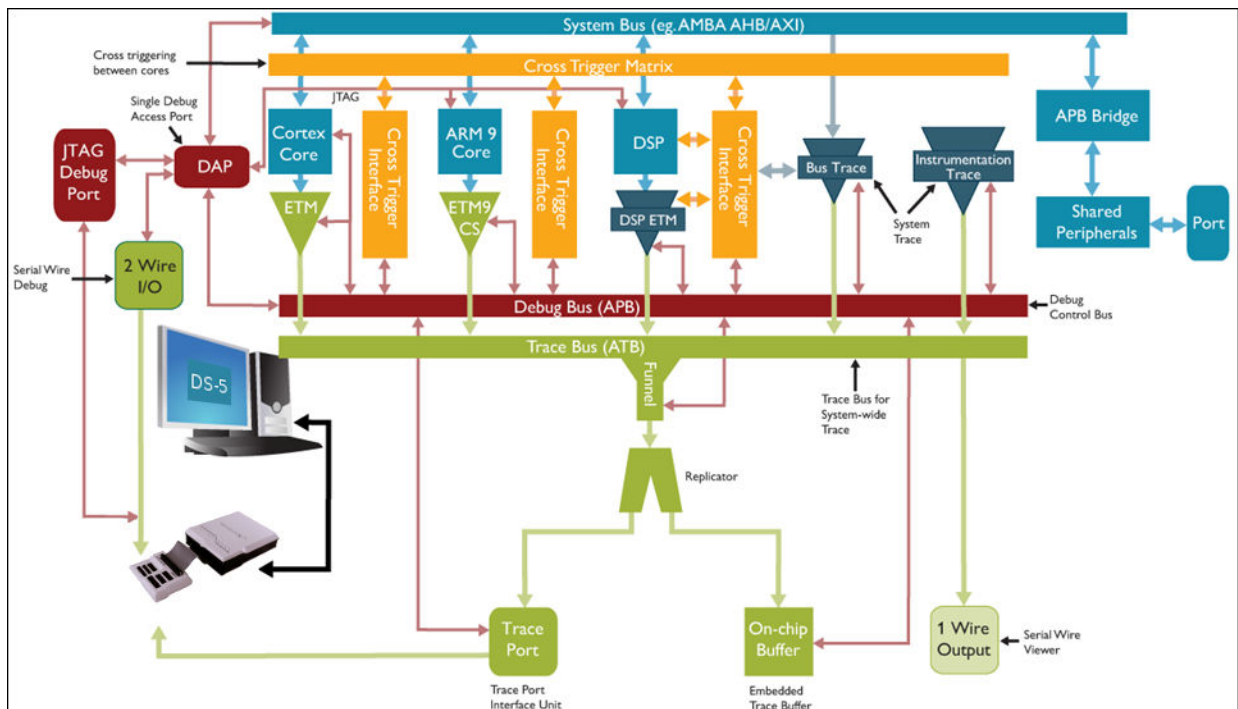 System Bus (eg. AMBA AHB/AXI)
Cross triggering
between cores
Cross Trigger Matrix
JTAG
Single Debug
Access Port
JTAG
Debug
Port
DAP
Cortex
Core
Cross Trigger
Interface
ARM 9
Core
Cross Trigger
Interface
DSP
Cross Trigger
Interface
Bus Trace
Instrumentation
Trace
APB Bridge
ETM
ETM9
CS
DSP ETM
System
Trace
Shared
Peripherals
Port
Serial Wire
Debug
2 Wire
I/O
Debug Bus (APB)
Debug
Control Bus
Trace Bus (ATB)
DS-5
Funnel
Trace Bus for
System-wide
Trace
Replicator
Trace
Port
On-chip
Buffer
1 Wire
Output
Serial Wire
Viewer
Trace Port
Interface Unit
Embedded
Trace Buffer